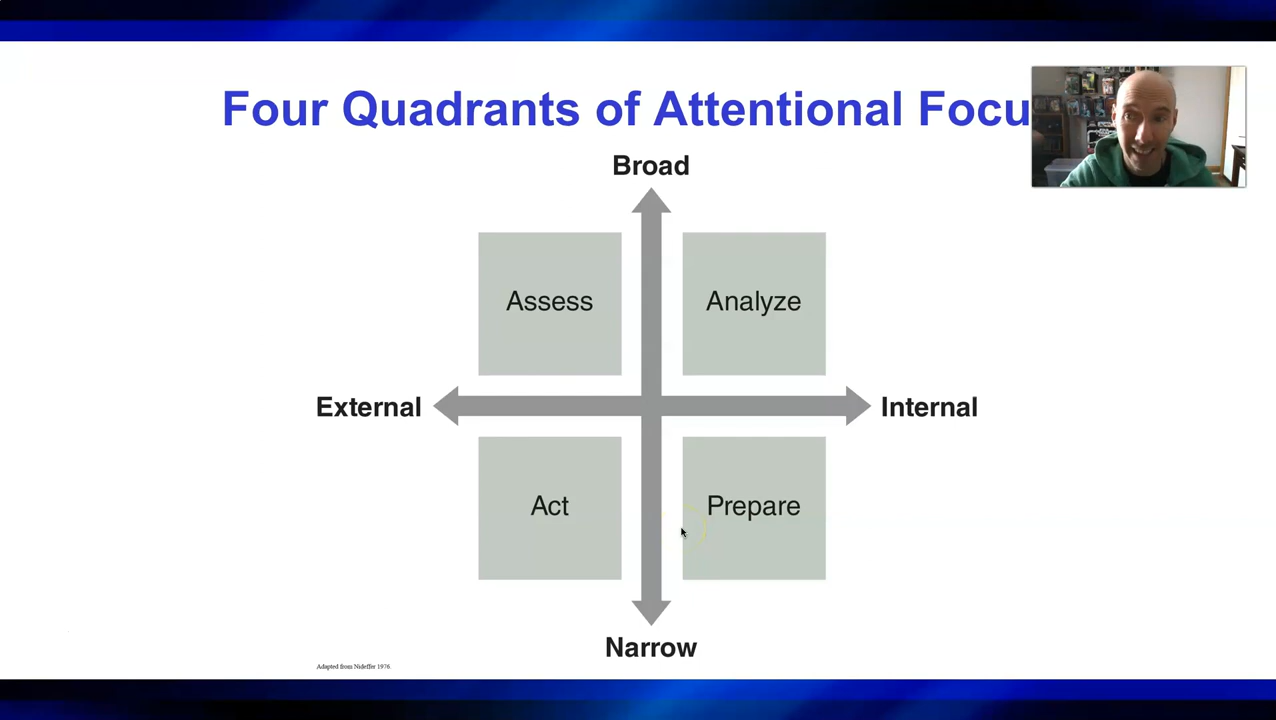 Four Quadrants of Attentional Focu
Broad
Assess
Analyze
External
Internal
Act
Prepare
Narrow
Adapted from Nideffer 1976